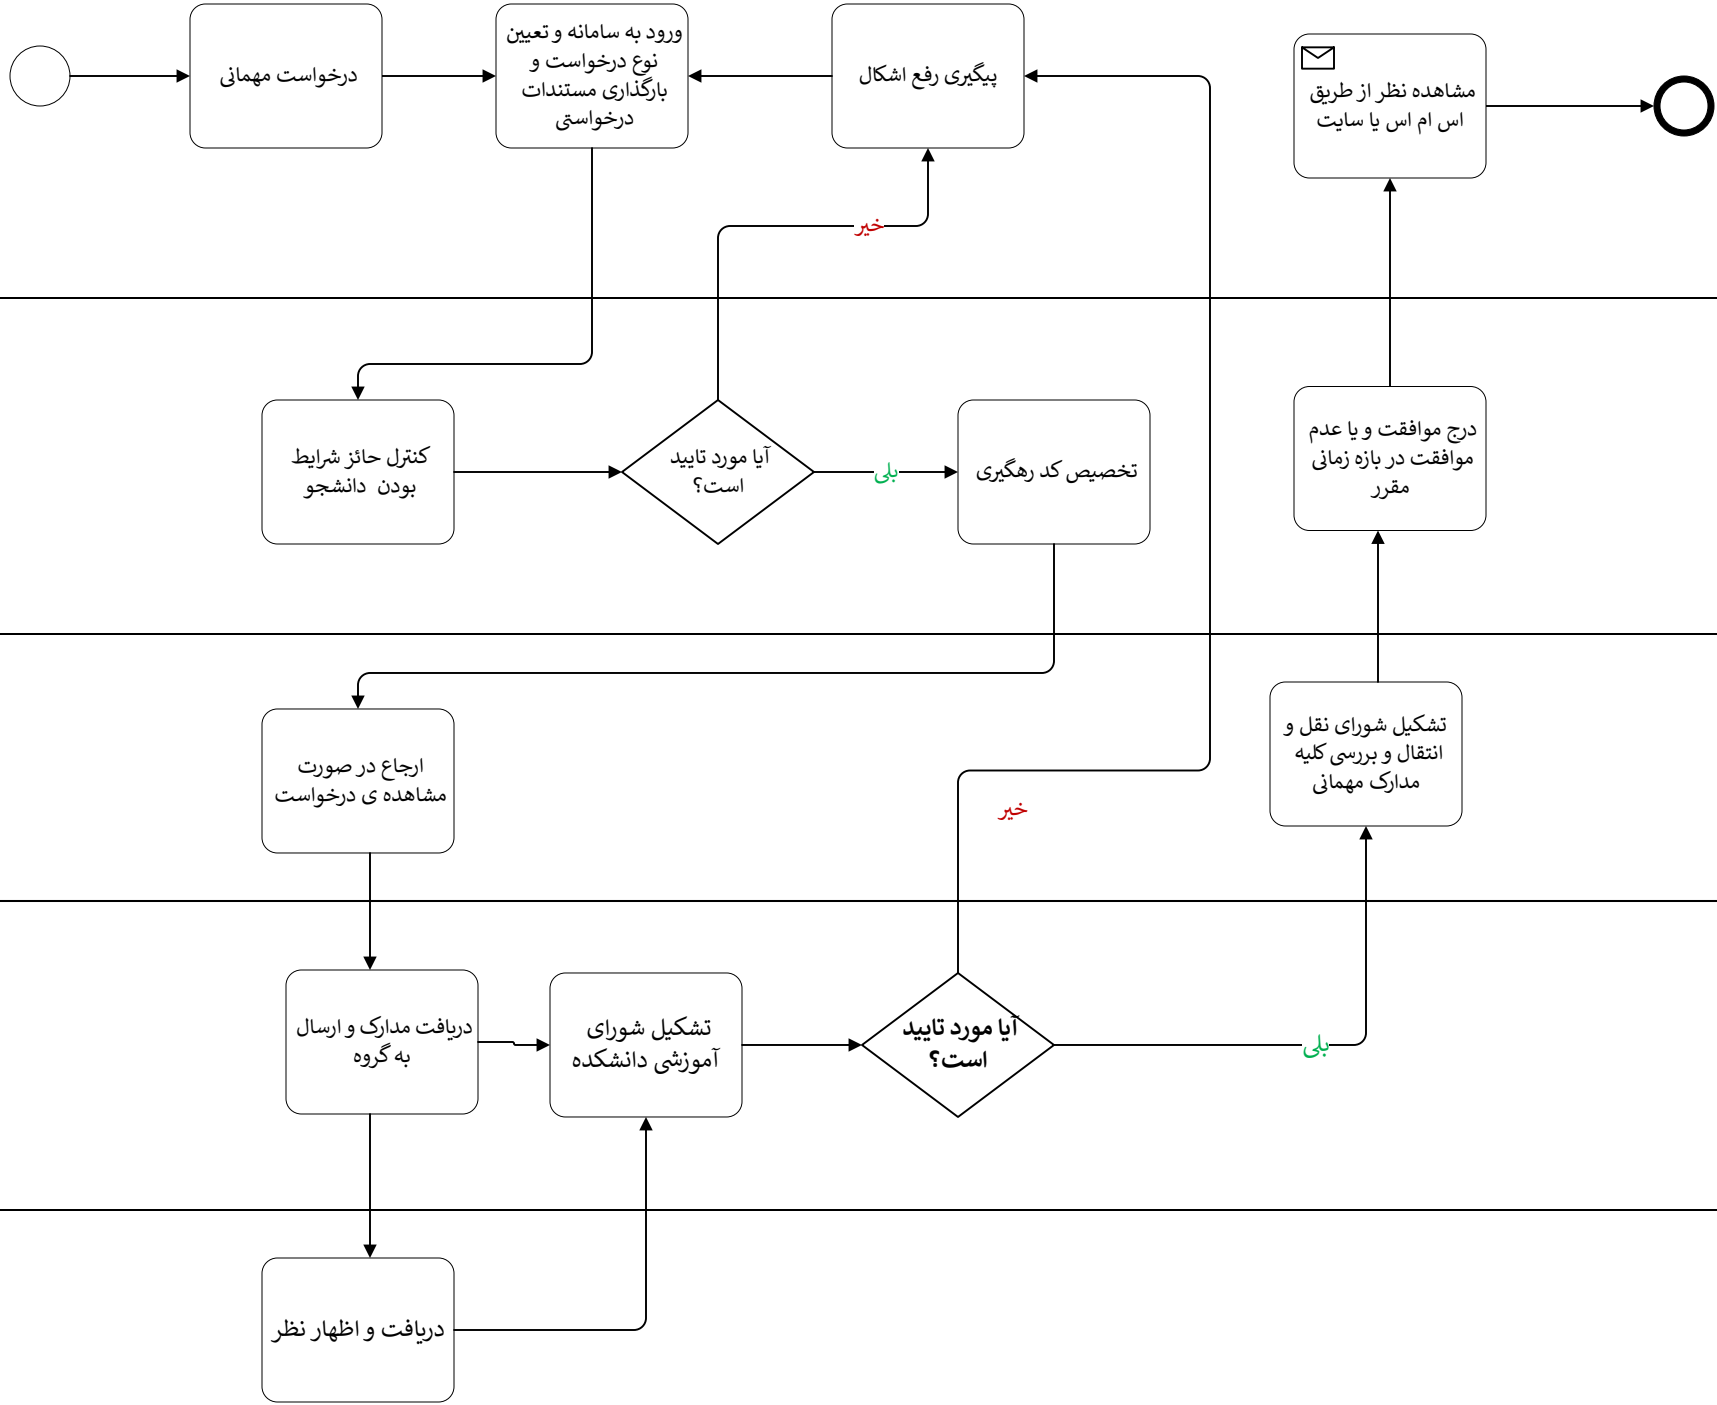 درخواست مهمانی
ورود به سامانه و تعیین
نوع درخواست و
بارگذاری مستندات
درخواستی
پیگیری رفع اشکال
مشاهده نظر از طریق
اس ام اس یا سایت
خیر
کنترل حائز شرایط
بودن دانشجو
آیا مورد تایید
است؟
بلی
تخصیص کد رهگیری
درج موافقت و یا عدم
موافقت در بازه زمانی
مقرر
ارجاع در صورت
مشاهده ی درخواست
خیر
تشکیل شورای نقل و
انتقال و بررسی کلیه
مدارک مهمانی
دریافت مدارک و ارسال
به گروه
تشکیل شورای
آموزشی دانشکده
آیا مورد تایید
است؟
بلی
دریافت و اظهار نظر